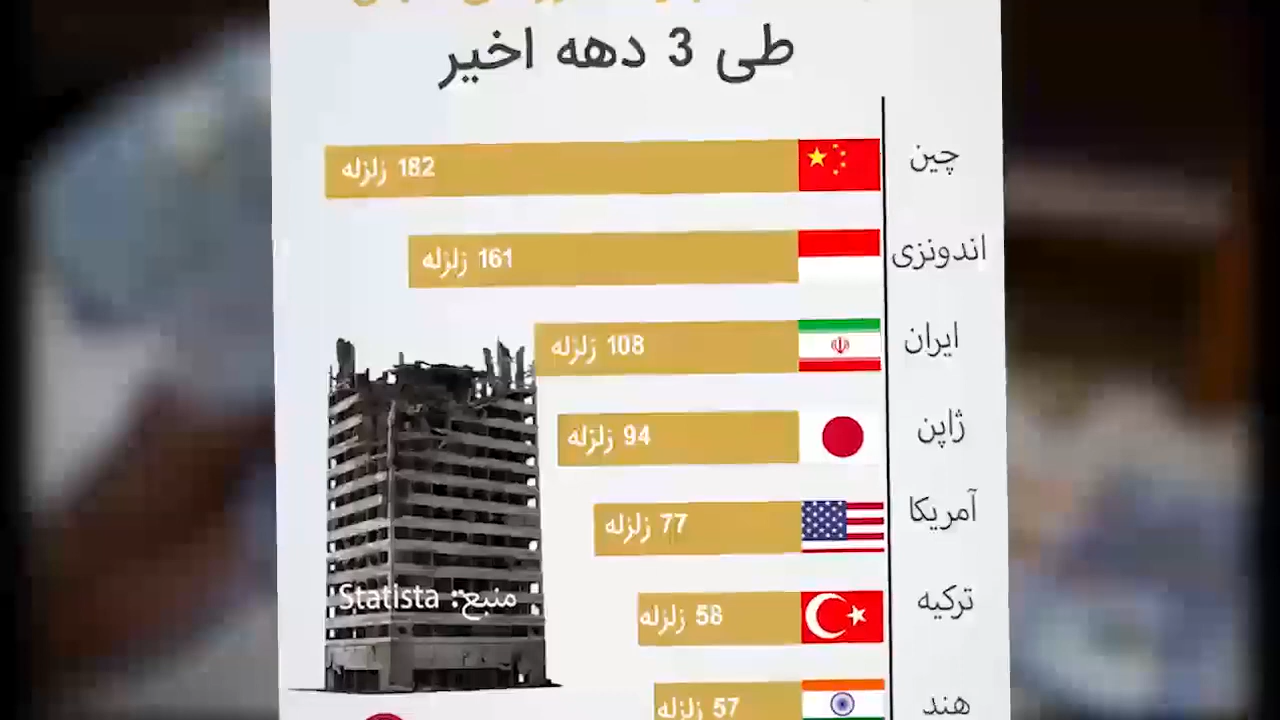 طی 3 دهه اخیر
چین
182 زلزله
اندونزی
161 زلزله
ایران
108 زلزله
ژاپن
94 زلزله
آمریکا
77 زلزله
ترکیه
58 زلزله
هند
57 زلزله
منبع: Statista